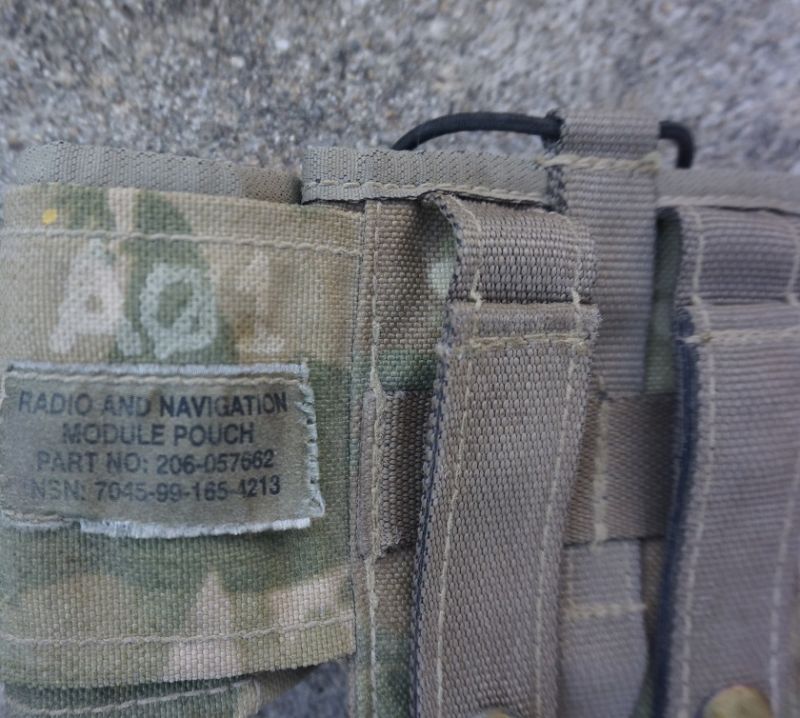 A01
RADIO AND NAVIGATION
MODULE POUCH
PART NO: 206-057662
NSN: 7045-99-165-4213